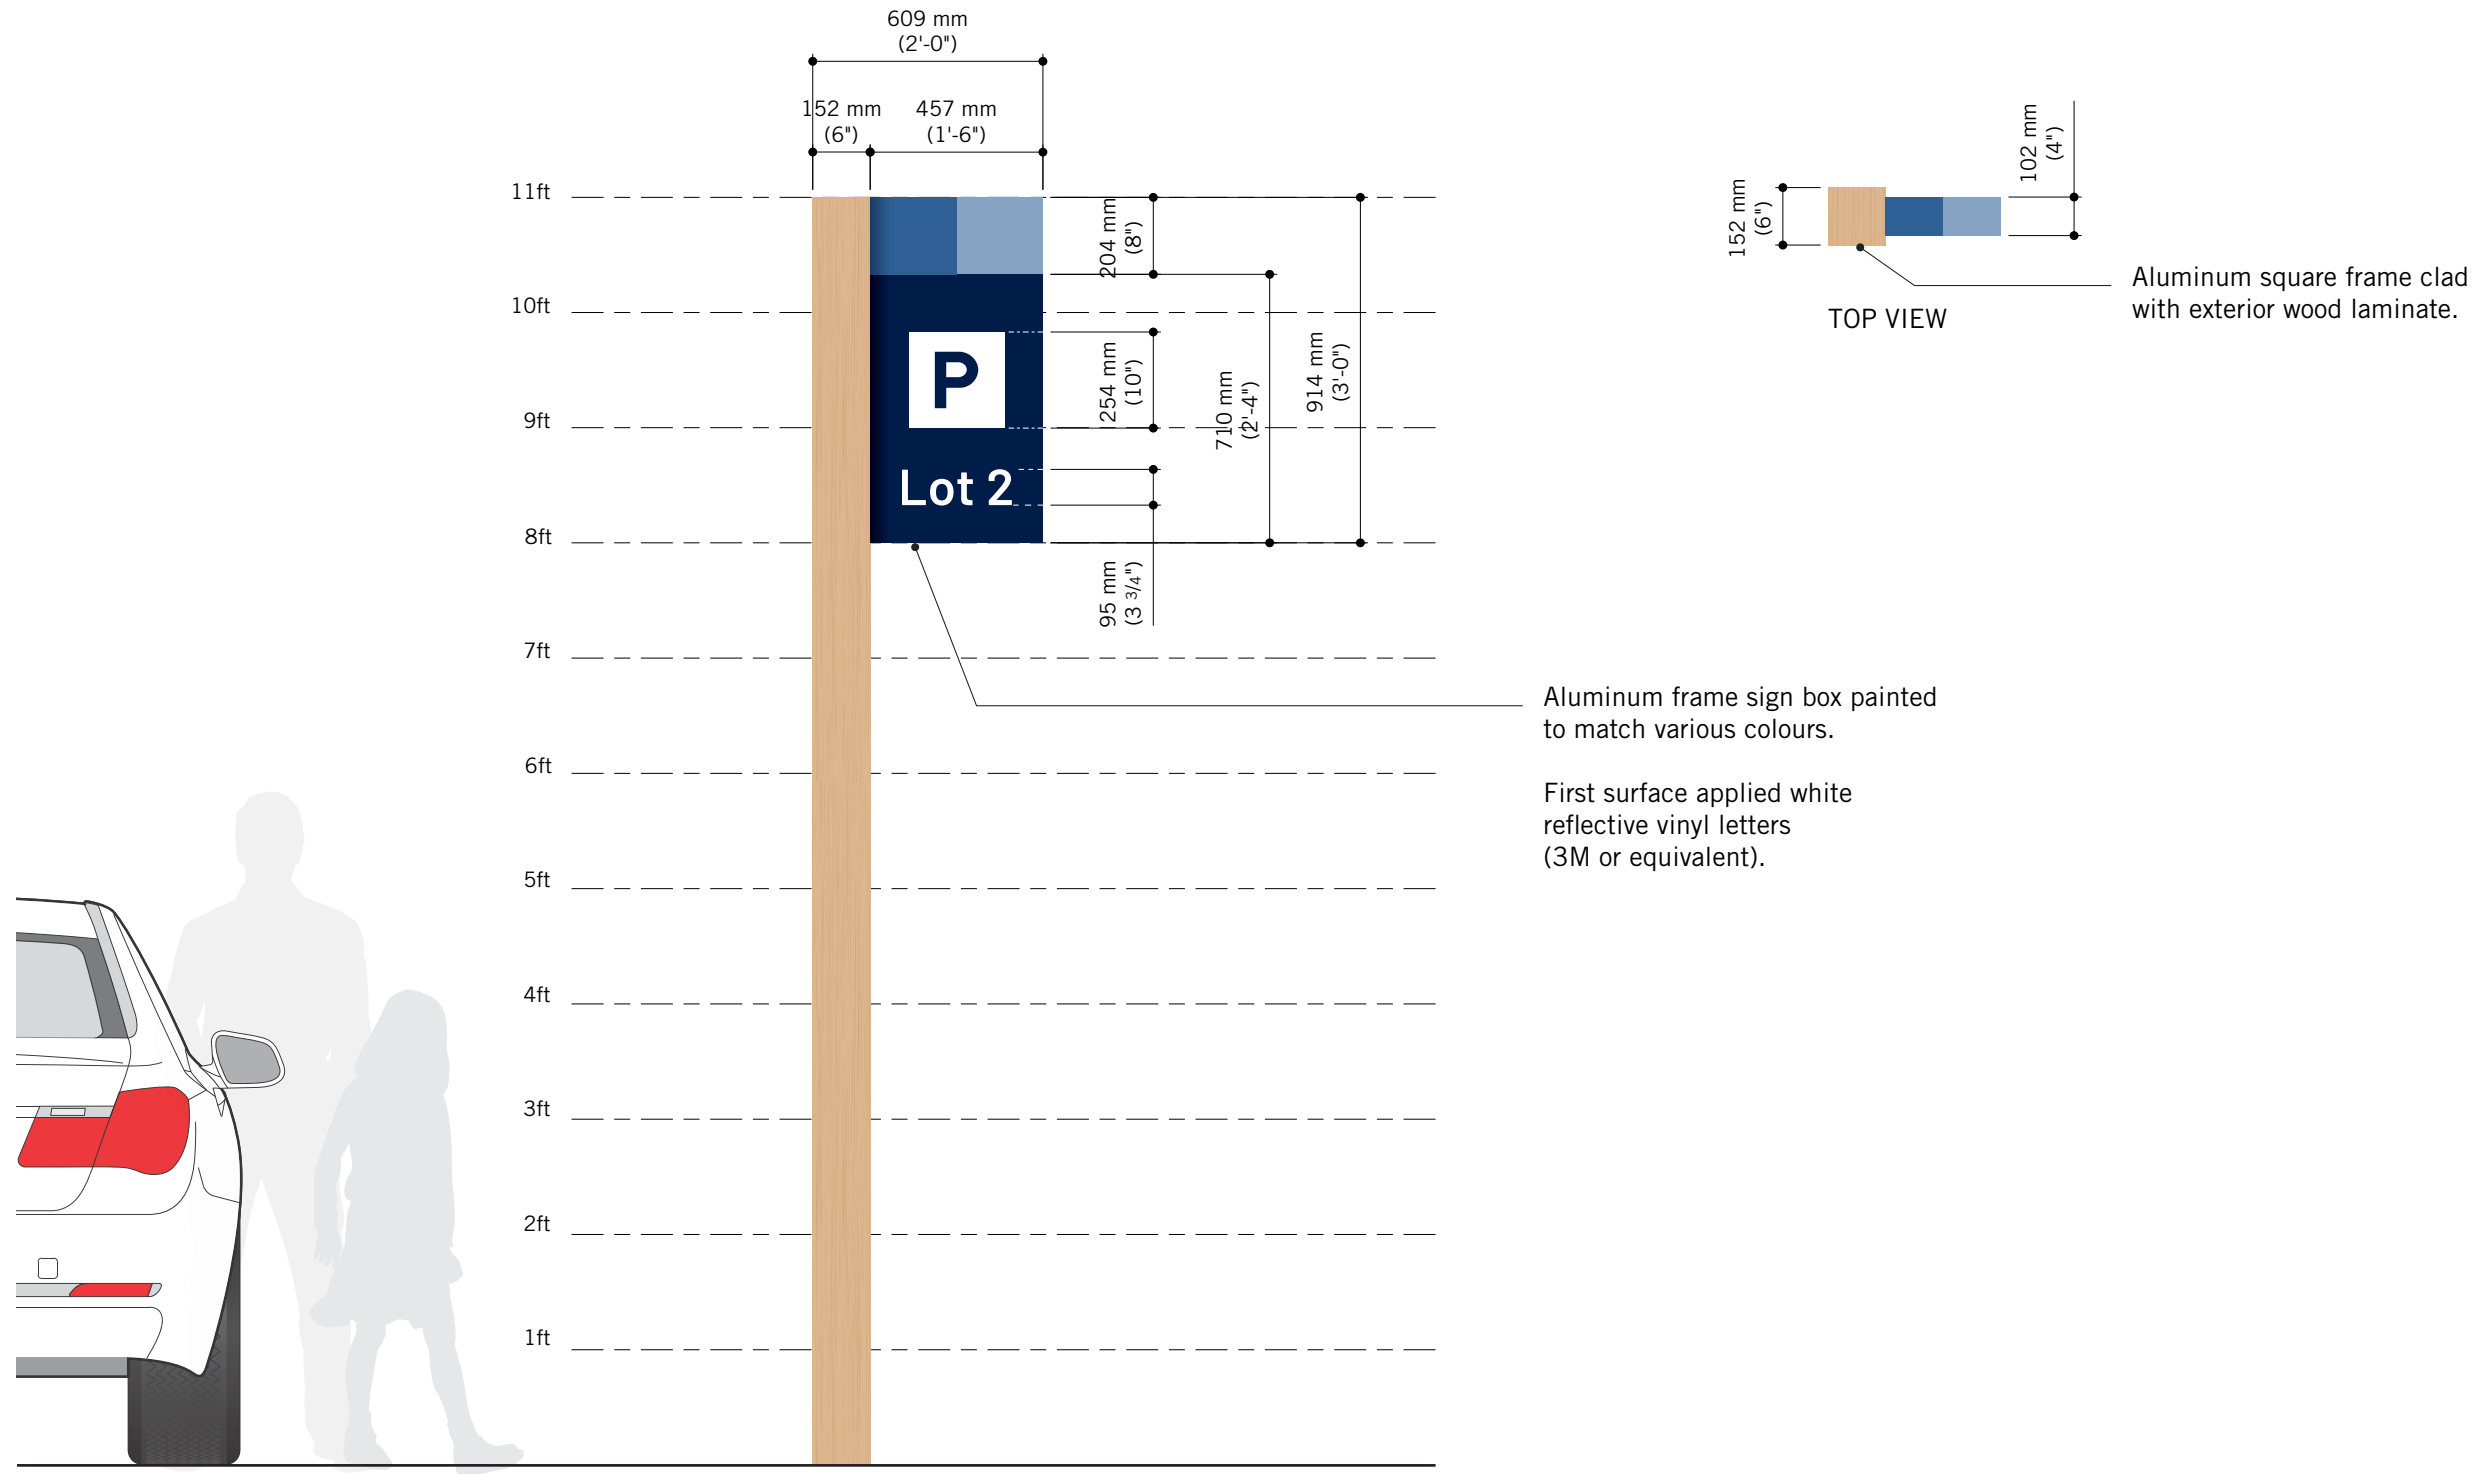 609 mm
(2'-0")
152 mm
(6")
457 mm
(1'-6")
11ft
10ft
9ft
8ft
7ft
6ft
5ft
4ft
3ft
2ft
1ft
P
Lot 2
204 mm
(8")
254 mm
(10")
95 mm
(3 3/4")
710 mm
(2'-4")
914 mm
(3'-0")
152 mm
(6")
102 mm
(4")
TOP VIEW
Aluminum square frame clad
with exterior wood laminate.
Aluminum frame sign box painted
to match various colours.
First surface applied white
reflective vinyl letters
(3M or equivalent).